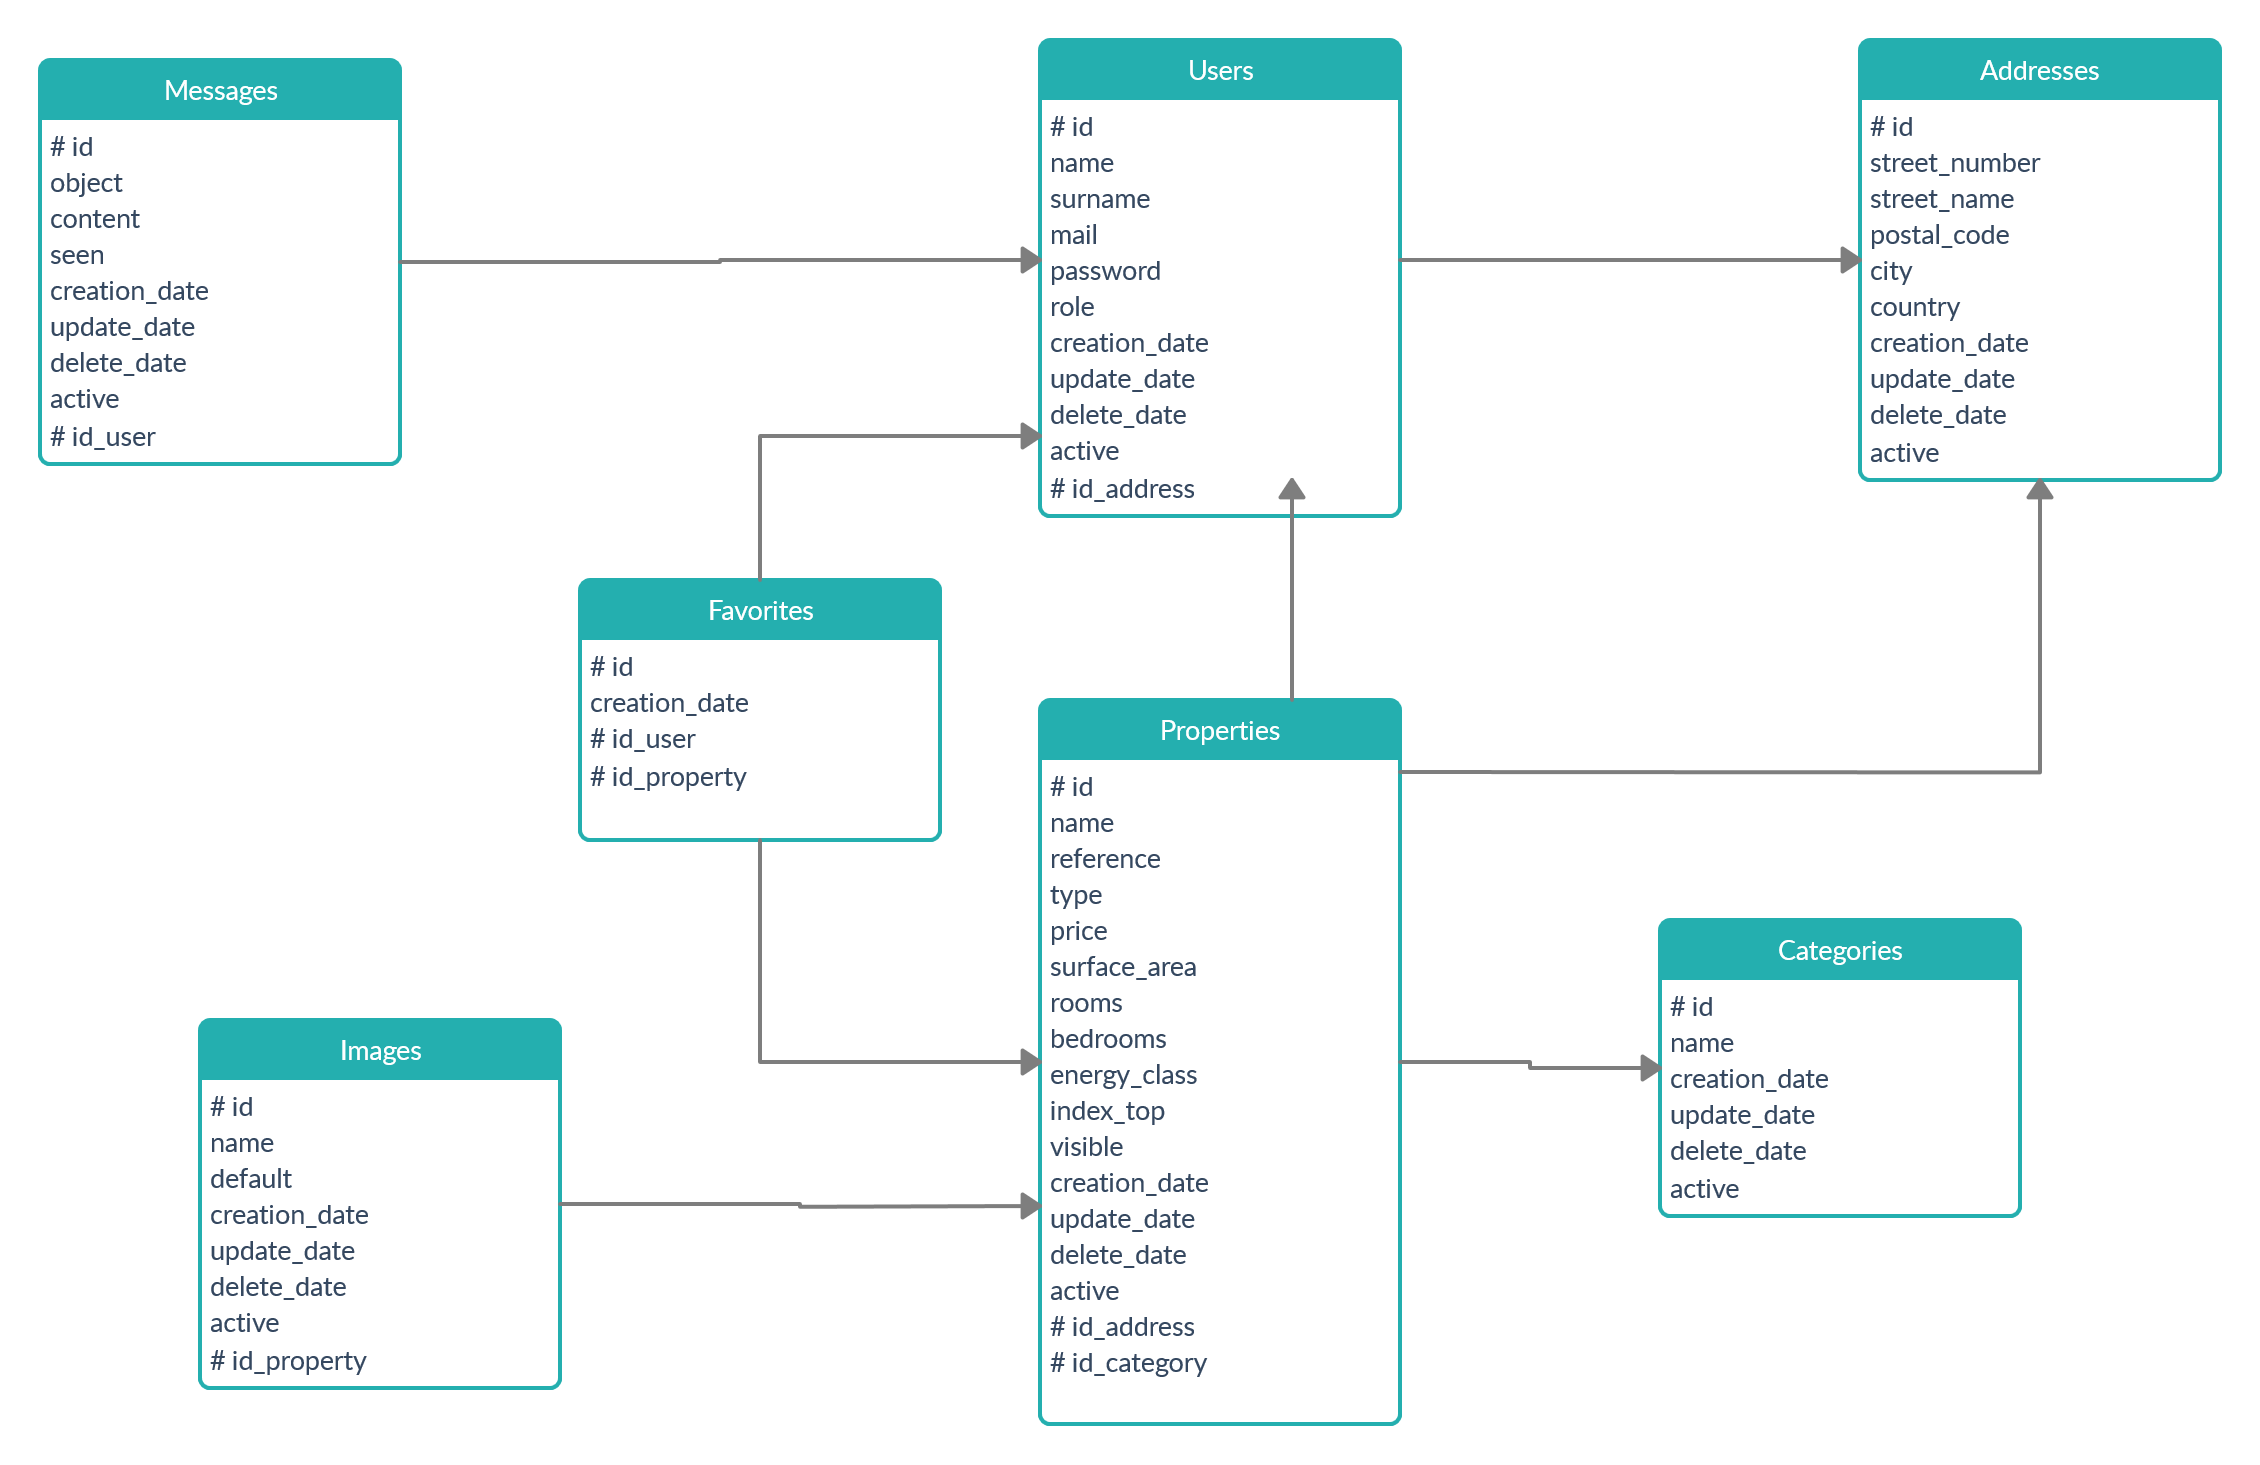 Messages
# id
object
content
seen
creation_date
update_date
delete_date
active
# id_user
Users
# id
name
surname
mail
password
role
creation_date
update_date
delete_date
active
# id_address
Addresses
# id
street_number
street_name
postal_code
city
country
creation_date
update_date
delete_date
active
Favorites
# id
creation_date
# id_user
# id_property
Properties
# id
name
reference
type
price
surface_area
rooms
bedrooms
energy_class
index_top
visible
creation_date
update_date
delete_date
active
# id_address
# id_category
Categories
# id
name
creation_date
update_date
delete_date
active
Images
# id
name
default
creation_date
update_date
delete_date
active
# id_property